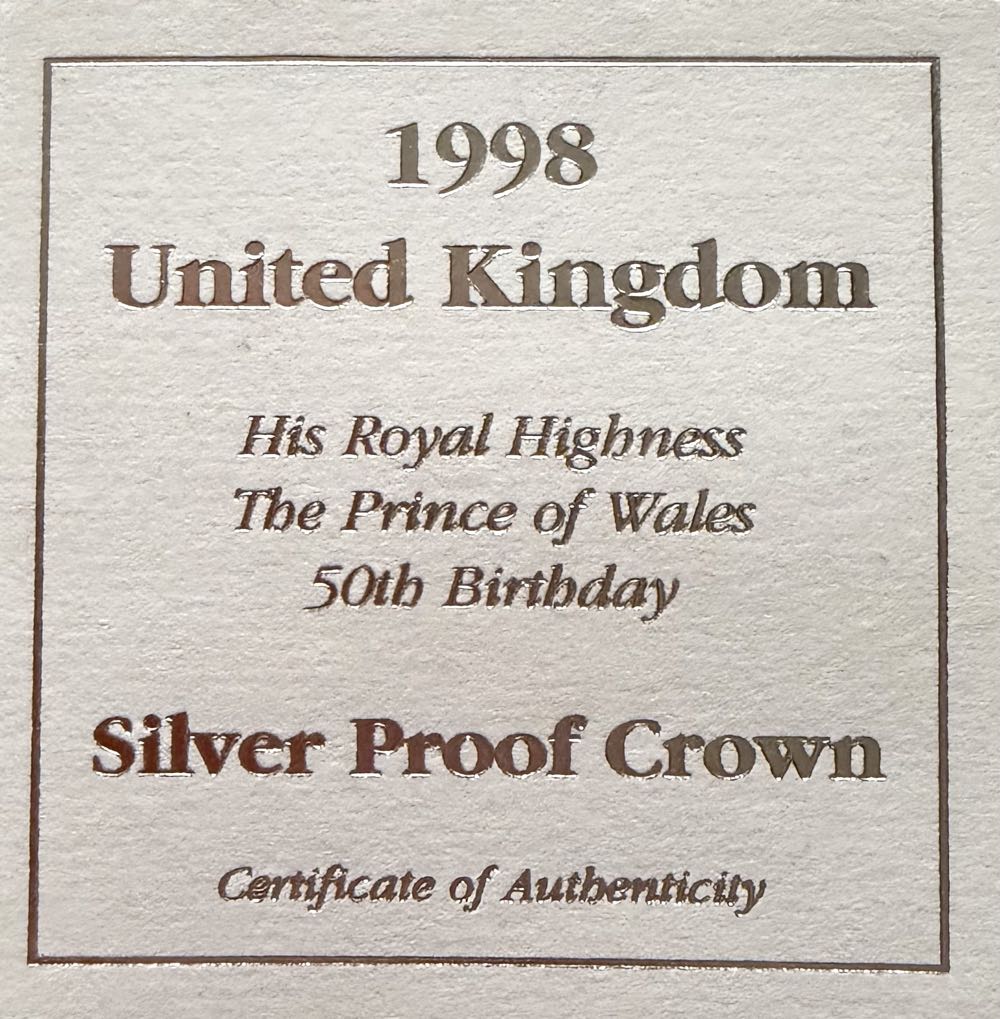 1998
United Kingdom
His Royal Highness
The Prince of Wales
50th Birthday
Silver Proof Crown
Certificate of Authenticity